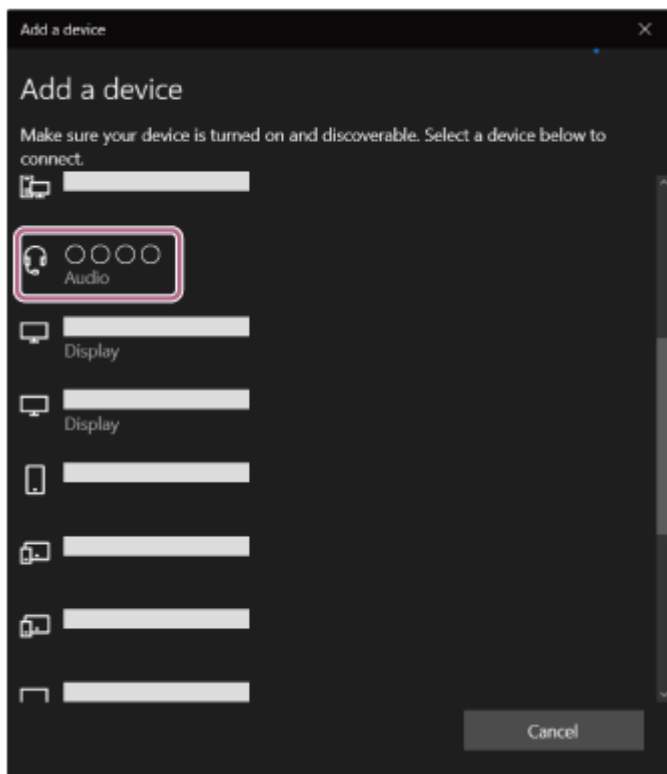 Add a device
Add a device
Make sure your device is turned on and discoverable. Select a device below to
connect.
○○○○
Audio
Display
Display
Cancel